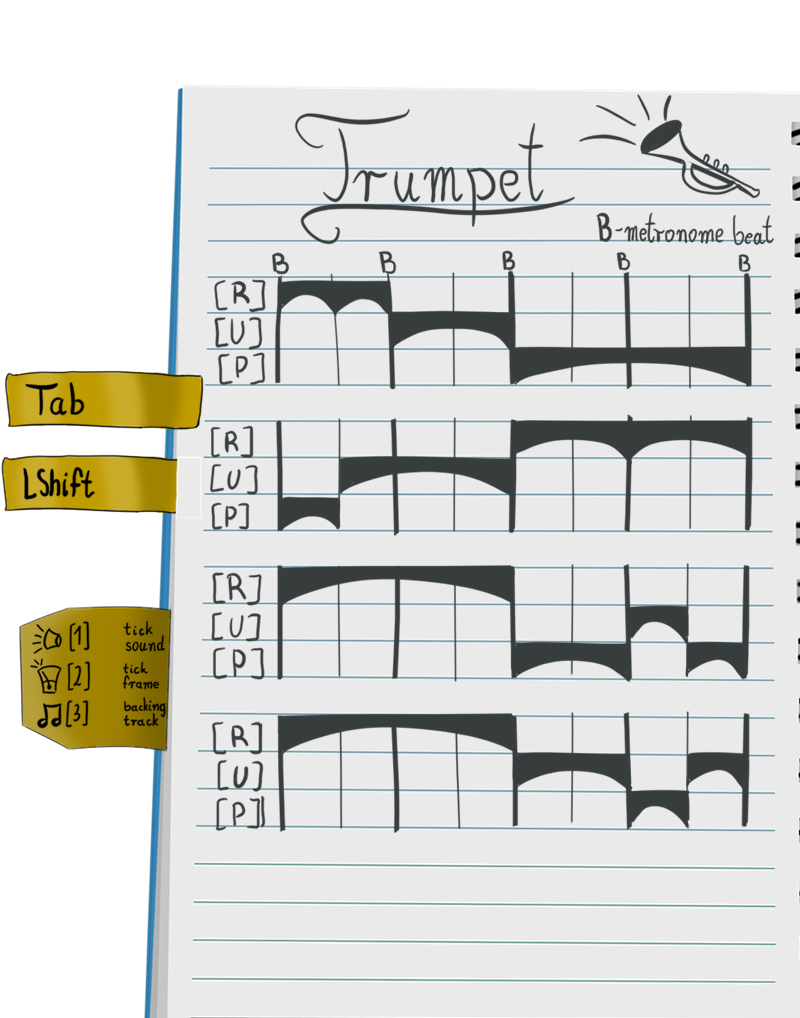 Trumpet
B-metronome beat
B B B B B
[R]
[U]
[P]
Tab
[R]
[U]
[P]
LShift
[R]
[U]
[P]
[1] tick sound
[2] tick frame
[3] backing track
[R]
[U]
[P]